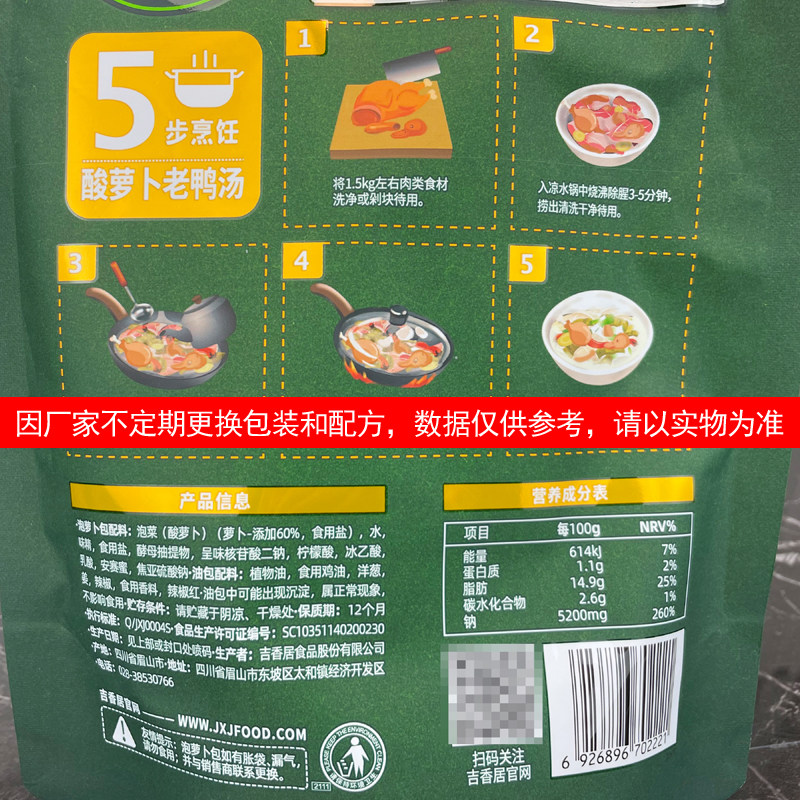 5
步烹饪
酸萝卜老鸭汤
1
将1.5kg左右肉类食材
洗净或剁块待用。
2
入凉水锅中烧沸除腥3-5分钟，
捞出清洗干净待用。
3
4
5
因厂家不定期更换包装和配方，数据仅供参考，请以实物为准
产品信息
·泡萝卜包配料：泡菜（酸萝卜）（萝卜-添加60%，食用盐），水，
味精，食用盐，酵母抽提物，呈味核苷酸二钠，柠檬酸，冰乙酸，
乳酸，安赛蜜，焦亚硫酸钠·油包配料：植物油，食用鸡油，洋葱，
姜，辣椒，食用香料，辣椒红·油包中可能出现沉淀，属正常现象，
不影响食用·贮存条件：请贮藏于阴凉、干燥处·保质期：12个月
·执行标准：Q/JXJ0004S·食品生产许可证编号：SC10351140200230
·生产日期：见上部或封口处喷码·生产者：吉香居食品股份有限公司
·产地：四川省眉山市·地址：四川省眉山市东坡区太和镇经济开发区
·电话：028-38530766
吉香居官网 WWW.JXJFOOD.COM
友情提示：泡萝卜包如有胀袋、漏气，
请勿食用；并与销售商联系更换。
PLEASE KEEP THE ENVIRONMENT CLEAN
2111
营养成分表
项目 每100g NRV%
能量 614kJ 7%
蛋白质 1.1g 2%
脂肪 14.9g 25%
碳水化合物 2.6g 1%
钠 5200mg 260%
扫码关注
吉香居官网
6 926896 702221